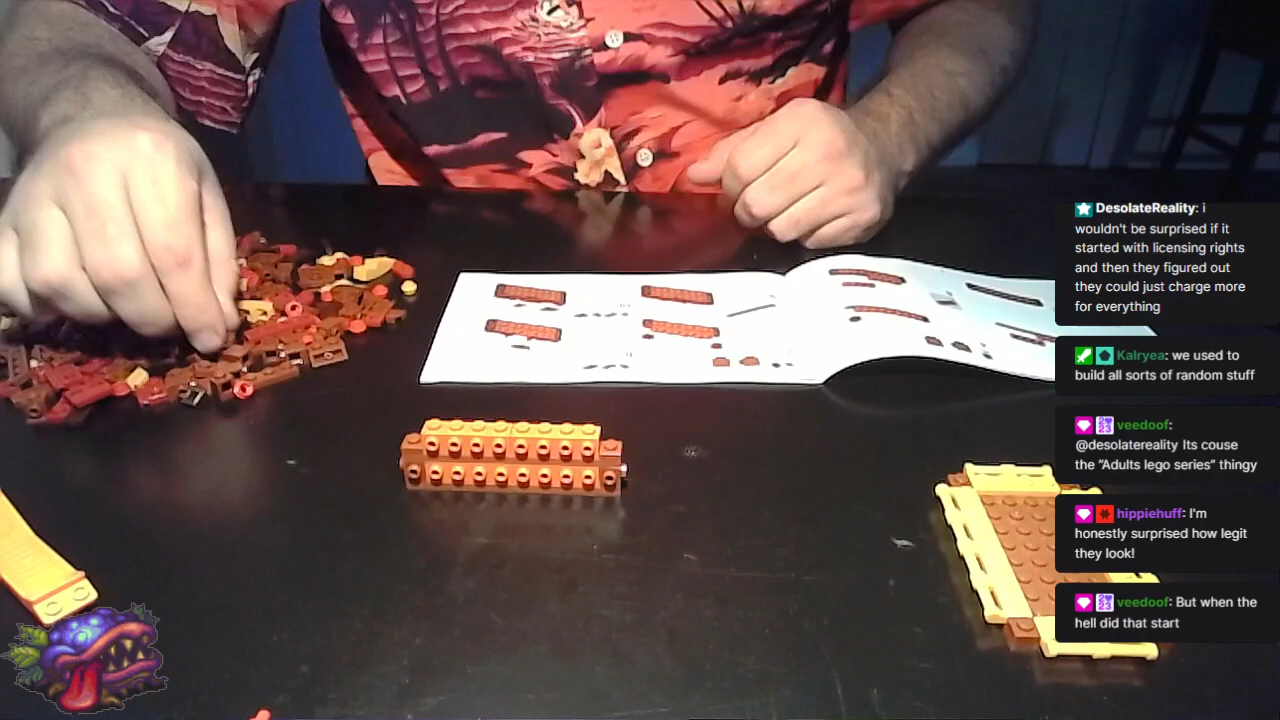 DesolateReality: i
wouldn't be surprised if it
started with licensing rights
and then they figured out
they could just charge more
for everything
Kalryea: we used to
build all sorts of random stuff
veedoof:
@desolatereality Its couse
the "Adults lego series" thingy
hippiehuff: I'm
honestly surprised how legit
they look!
veedoof: But when the
hell did that start